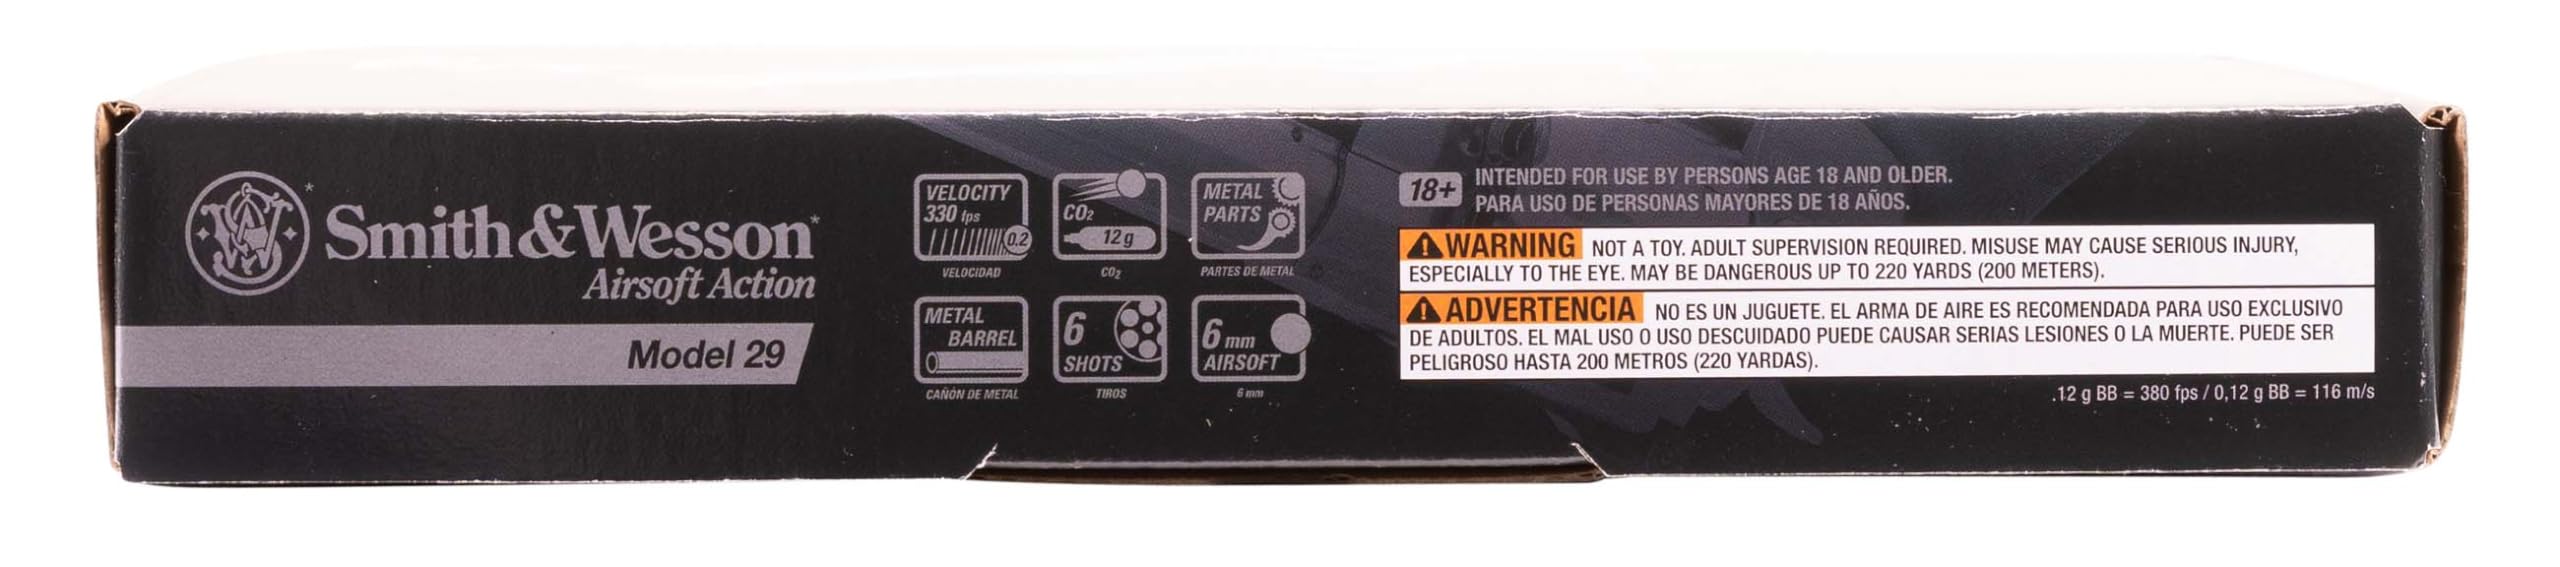 Smith & Wesson*
Airsoft Action
Model 29
VELOCITY
330 fps
0.2
VELOCIDAD
CO₂
12 g
CO₂
METAL
PARTS
PARTES DE METAL
METAL
BARREL
CAÑÓN DE METAL
6
SHOTS
TIROS
6 mm
AIRSOFT
6 mm
18+
INTENDED FOR USE BY PERSONS AGE 18 AND OLDER.
PARA USO DE PERSONAS MAYORES DE 18 AÑOS.
WARNING NOT A TOY. ADULT SUPERVISION REQUIRED. MISUSE MAY CAUSE SERIOUS INJURY,
ESPECIALLY TO THE EYE. MAY BE DANGEROUS UP TO 220 YARDS (200 METERS).
ADVERTENCIA NO ES UN JUGUETE. EL ARMA DE AIRE ES RECOMENDADA PARA USO EXCLUSIVO
DE ADULTOS. EL MAL USO O USO DESCUIDADO PUEDE CAUSAR SERIAS LESIONES O LA MUERTE. PUEDE SER
PELIGROSO HASTA 200 METROS (220 YARDAS).
.12 g BB = 380 fps / 0,12 g BB = 116 m/s